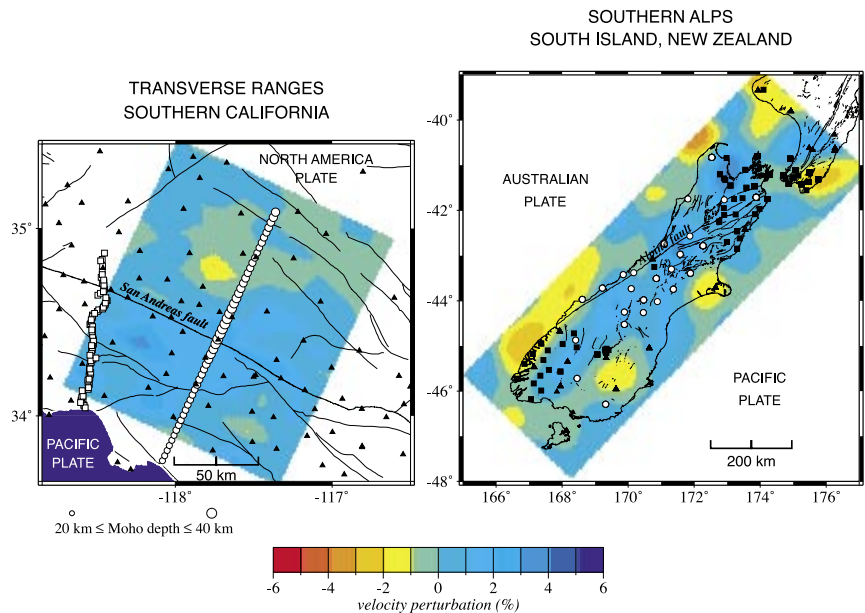 SOUTHERN ALPS
SOUTH ISLAND, NEW ZEALAND
TRANSVERSE RANGES
SOUTHERN CALIFORNIA
NORTH AMERICA
PLATE
35°
34°
San Andreas fault
PACIFIC
PLATE
50 km
-118°
-117°
20 km ≤ Moho depth ≤ 40 km
-40°
-42°
-44°
-46°
-48°
AUSTRALIAN
PLATE
Alpine fault
PACIFIC
PLATE
200 km
166°
168°
170°
172°
174°
176°
-6
-4
-2
0
2
4
6
velocity perturbation (%)